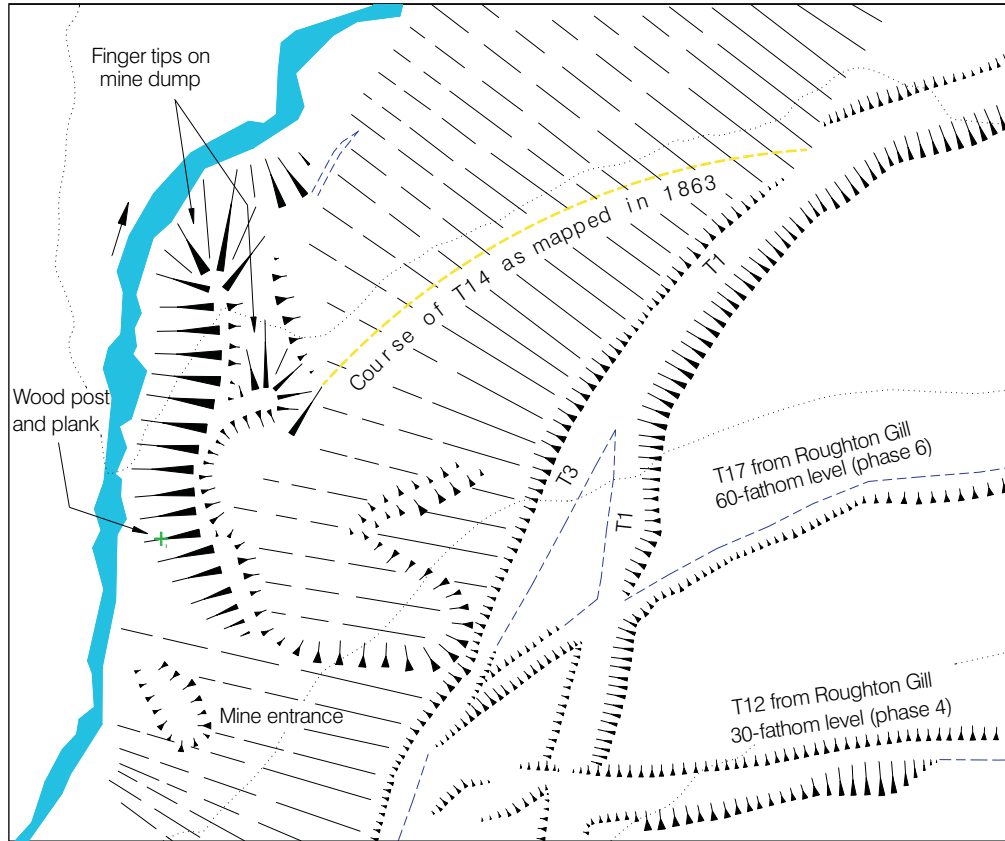 Finger tips on
mine dump
Course of T14 as mapped in 1863
T1
Wood post
and plank
T3
T17 from Roughton Gill
60-fathom level (phase 6)
T1
T12 from Roughton Gill
30-fathom level (phase 4)
Mine entrance